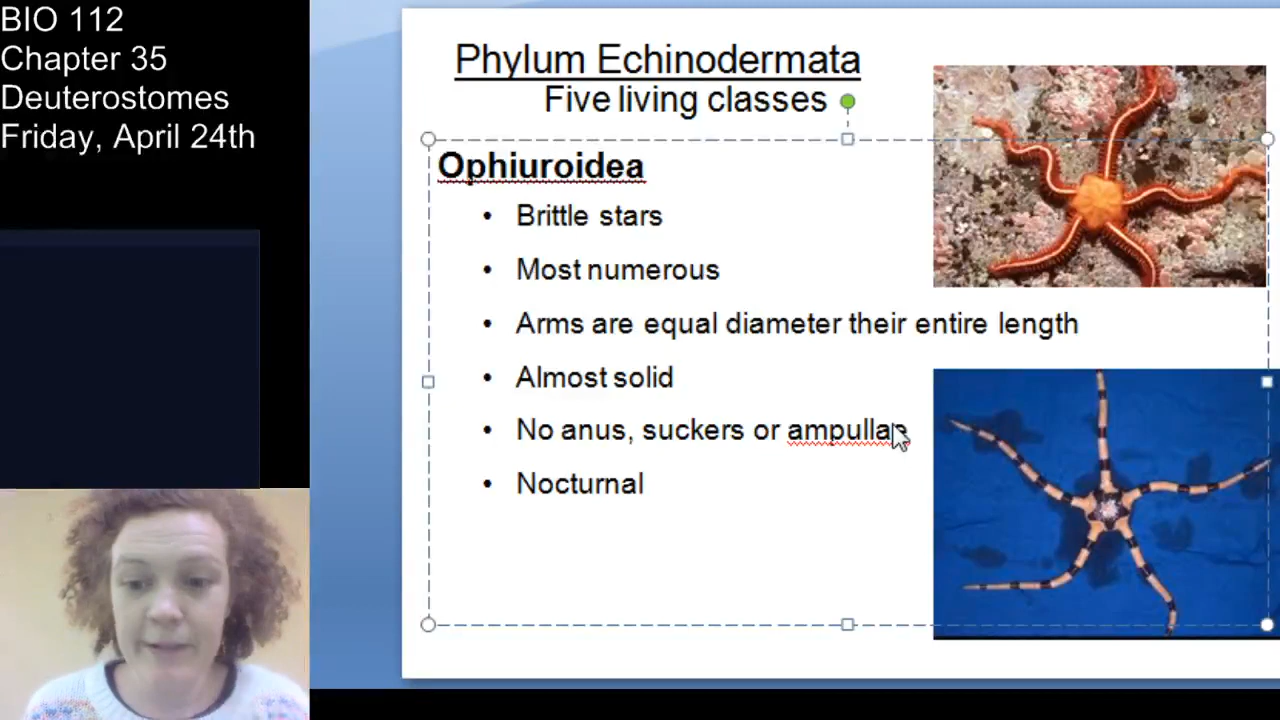 BIO 112
Chapter 35
Deuterostomes
Friday, April 24th
Phylum Echinodermata
Five living classes
Ophiuroidea
• Brittle stars
• Most numerous
• Arms are equal diameter their entire length
• Almost solid
• No anus, suckers or ampullae
• Nocturnal